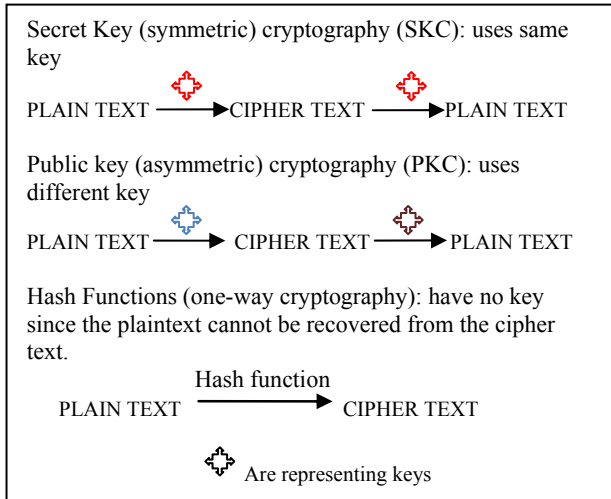 Secret Key (symmetric) cryptography (SKC): uses same
key
PLAIN TEXT CIPHER TEXT PLAIN TEXT
Public key (asymmetric) cryptography (PKC): uses
different key
PLAIN TEXT CIPHER TEXT PLAIN TEXT
Hash Functions (one-way cryptography): have no key
since the plaintext cannot be recovered from the cipher
text.
Hash function
PLAIN TEXT CIPHER TEXT
Are representing keys